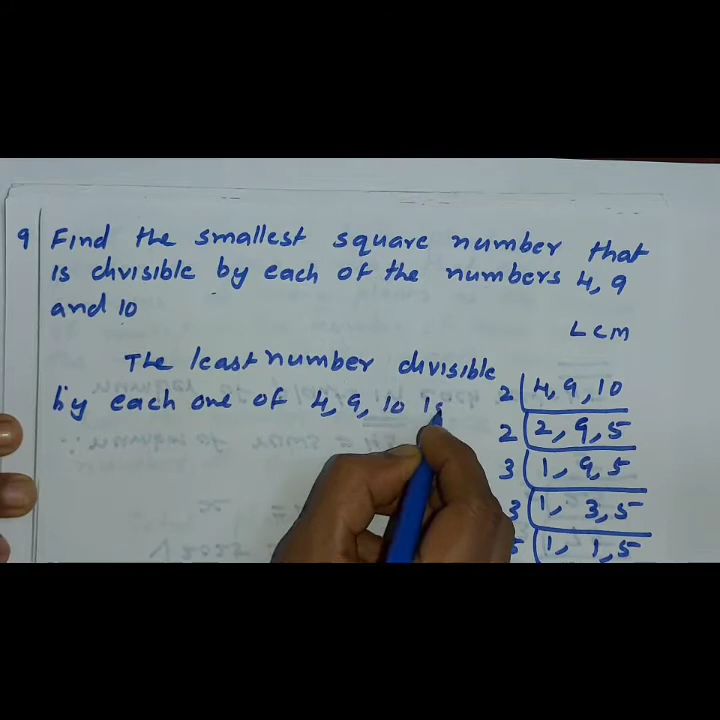 9 Find the smallest square number that
is divisible by each of the numbers 4, 9
and 10
LCM
The least number divisible
by each one of 4, 9, 10 is
2 4, 9, 10
2 2, 9, 5
3 1, 9, 5
3 1, 3, 5
5 1, 1, 5